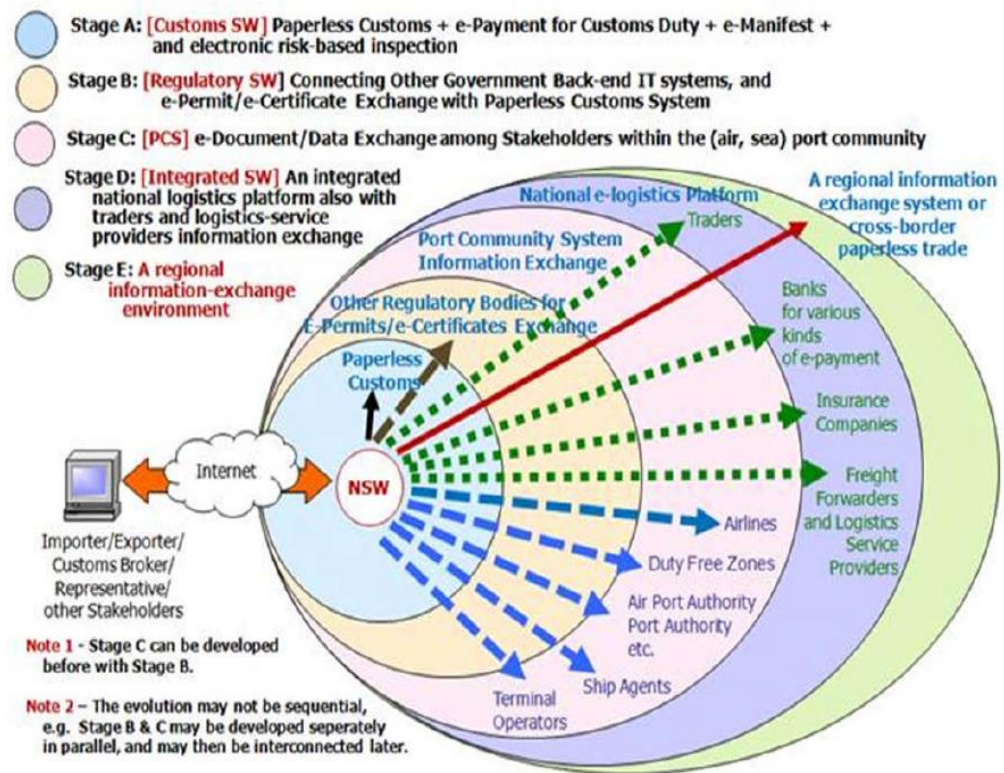 Stage A: [Customs SW] Paperless Customs + e-Payment for Customs Duty + e-Manifest +
and electronic risk-based inspection
Stage B: [Regulatory SW] Connecting Other Government Back-end IT systems, and
e-Permit/e-Certificate Exchange with Paperless Customs System
Stage C: [PCS] e-Document/Data Exchange among Stakeholders within the (air, sea) port community
Stage D: [Integrated SW] An integrated
national logistics platform also with
traders and logistics-service
providers information exchange
Stage E: A regional
information-exchange
environment
National e-logistics Platform
Traders
A regional information
exchange system or
cross-border
paperless trade
Port Community System
Information Exchange
Other Regulatory Bodies for
E-Permits/e-Certificates Exchange
Paperless
Customs
Banks
for various
kinds
of e-payment
Insurance
Companies
Internet
NSW
Freight
Forwarders
and Logistics
Service
Providers
Airlines
Duty Free Zones
Air Port Authority
Port Authority
etc.
Ship Agents
Terminal
Operators
Importer/Exporter/
Customs Broker/
Representative/
other Stakeholders
Note 1 - Stage C can be developed
before with Stage B.
Note 2 – The evolution may not be sequential,
e.g. Stage B & C may be developed seperately
in parallel, and may then be interconnected later.